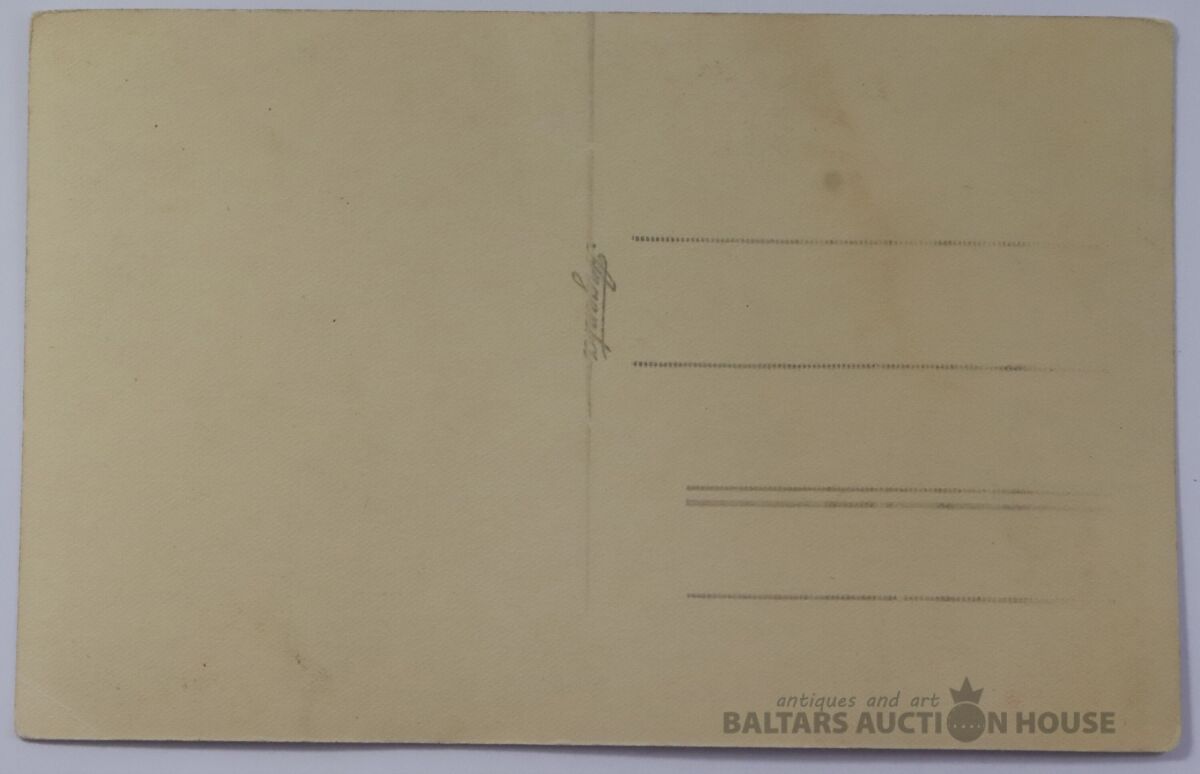 antiques and art
BALTARS AUCTION HOUSE